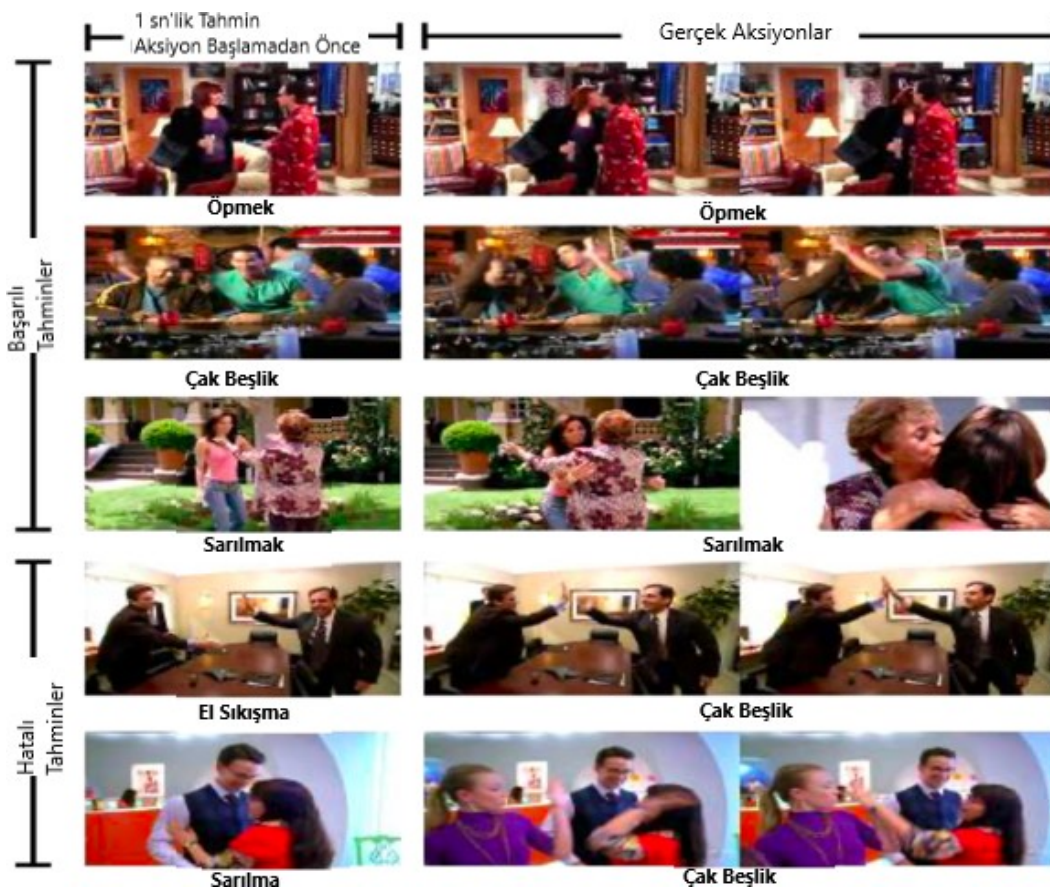 1 sn'lik Tahmin
Aksiyon Başlamadan Önce
Gerçek Aksiyonlar
Başarılı
Tahminler
Öpmek
Öpmek
Çak Beşlik
Çak Beşlik
Sarılmak
Sarılmak
Hatalı
Tahminler
El Sıkışma
Çak Beşlik
Sarılma
Çak Beşlik